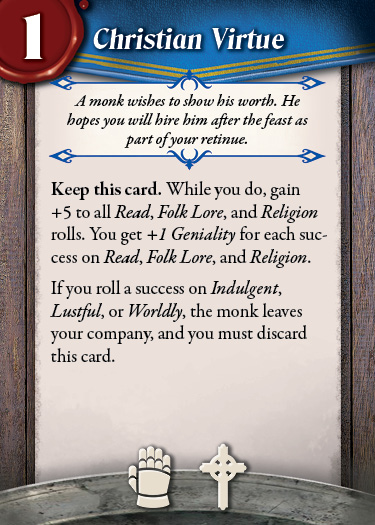 1
Christian Virtue
A monk wishes to show his worth. He
hopes you will hire him after the feast as
part of your retinue.
Keep this card. While you do, gain
+5 to all Read, Folk Lore, and Religion
rolls. You get +1 Geniality for each suc-
cess on Read, Folk Lore, and Religion.
If you roll a success on Indulgent,
Lustful, or Worldly, the monk leaves
your company, and you must discard
this card.